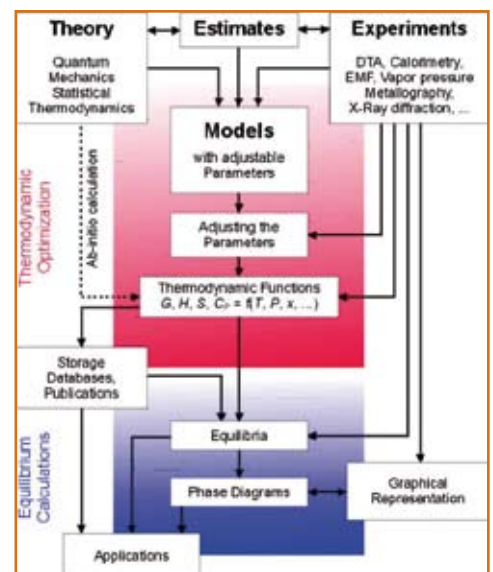 Theory
Quantum
Mechanics
Statistical
Thermodynamics
Estimates
Experiments
DTA, Calorimetry,
EMF, Vapor pressure
Metallography,
X-Ray diffraction, ...
Models
with adjustable
Parameters
Adjusting the
Parameters
Thermodynamic Functions
G, H, S, Cₚ = f(T, P, x, ...)
Ab-initio calculation
Thermodynamic
Optimization
Storage
Databases,
Publications
Equilibria
Phase Diagrams
Graphical
Representation
Equilibrium
Calculations
Applications